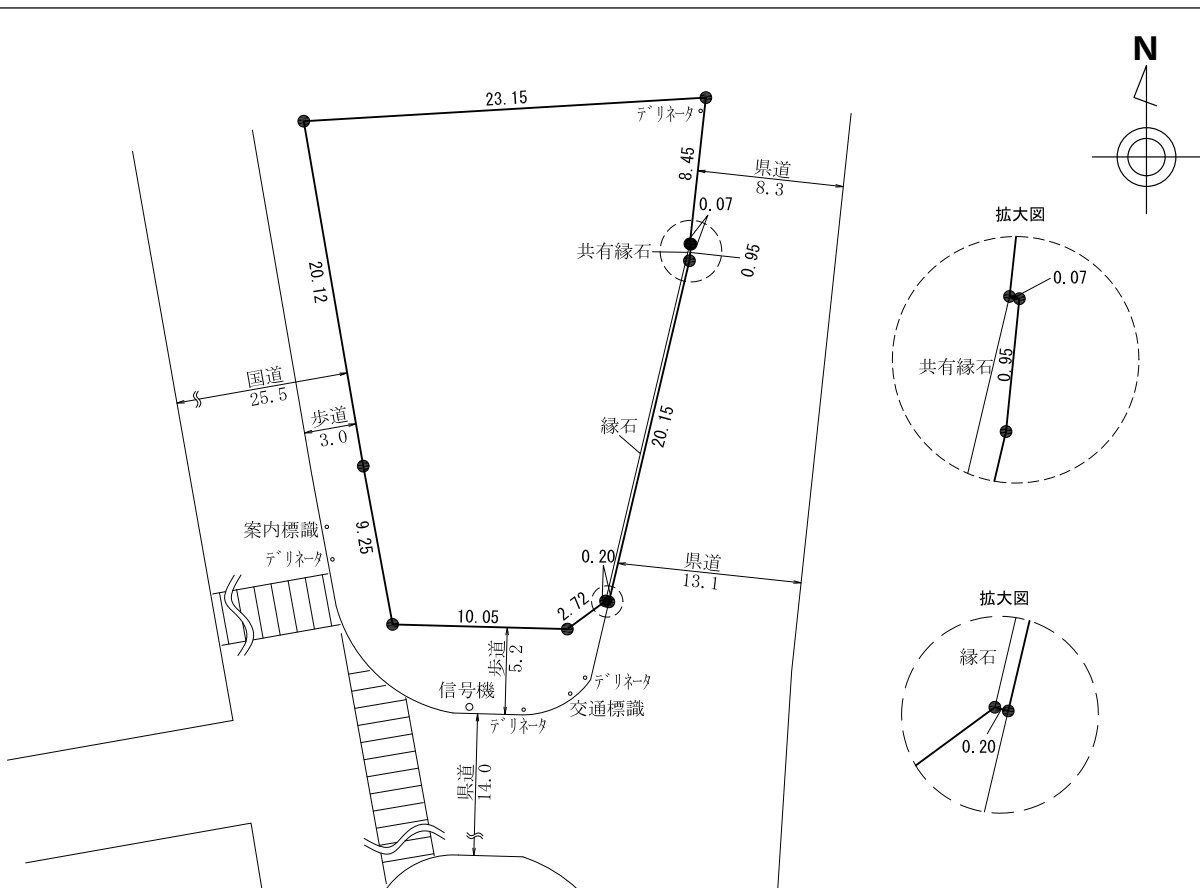 N
23.15
デリネータ
8.45
県道
8.3
0.07
共有縁石
0.95
拡大図
0.07
共有縁石
0.95
20.12
国道
25.5
歩道
3.0
縁石
20.15
案内標識
デリネータ
9.25
0.20
県道
13.1
2.72
10.05
歩道
5.2
拡大図
縁石
0.20
信号機
デリネータ
デリネータ
交通標識
県道
14.0